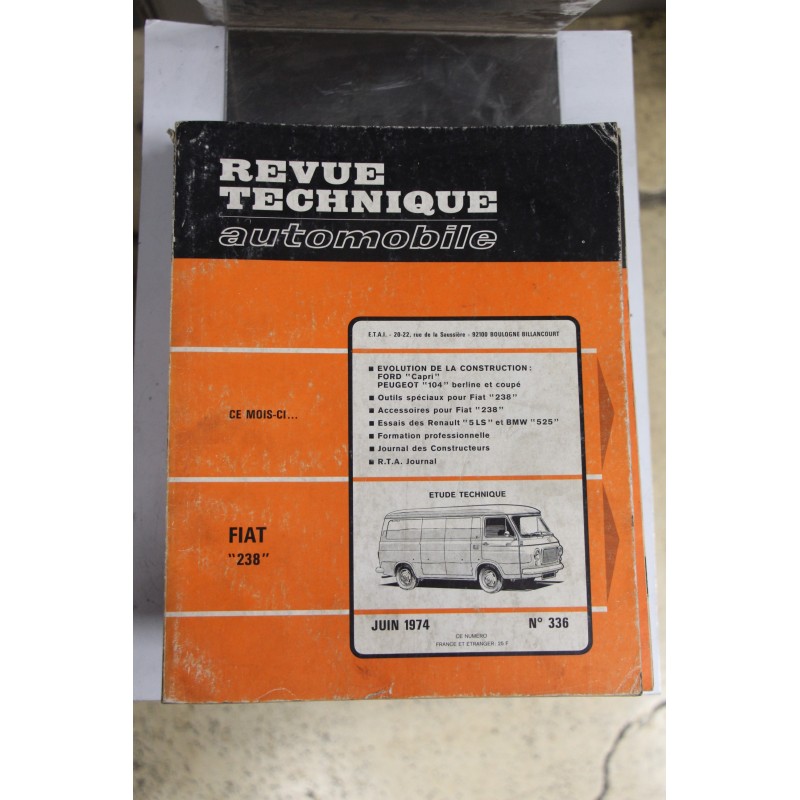 REVUE
TECHNIQUE
automobile
E.T.A.I. - 20-22, rue de la Saussière - 92100 BOULOGNE BILLANCOURT
CE MOIS-CI...
■ EVOLUTION DE LA CONSTRUCTION :
FORD "Capri"
PEUGEOT "104" berline et coupé
■ Outils spéciaux pour Fiat "238"
■ Accessoires pour Fiat "238"
■ Essais des Renault "5 LS" et BMW "525"
■ Formation professionnelle
■ Journal des Constructeurs
■ R.T.A. Journal
FIAT
"238"
ETUDE TECHNIQUE
JUIN 1974 N° 336
CE NUMERO
FRANCE ET ETRANGER: 25 F